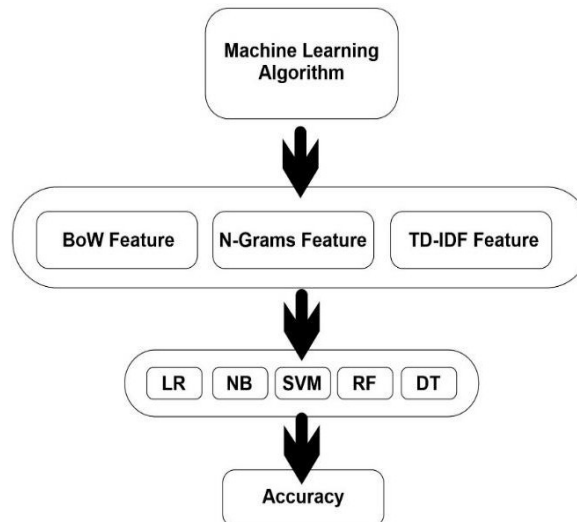 Machine Learning
Algorithm
BoW Feature
N-Grams Feature
TD-IDF Feature
LR
NB
SVM
RF
DT
Accuracy